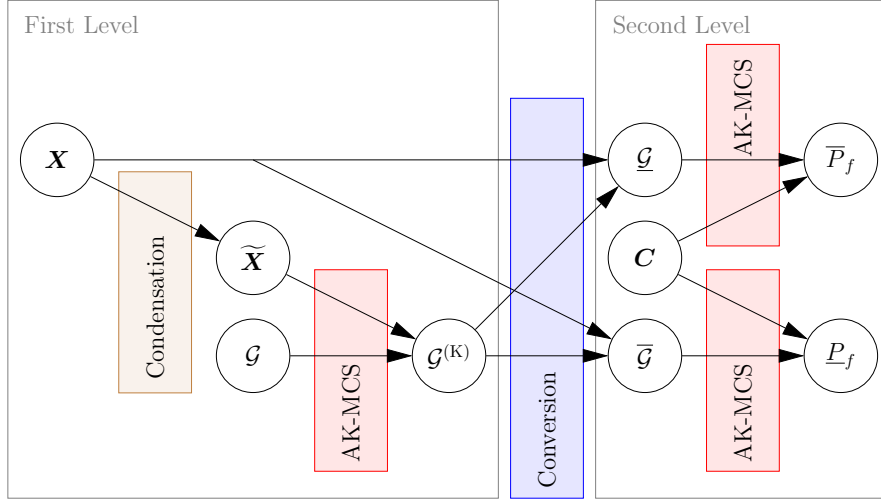 First Level
Second Level
AK-MCS
X
G̲
P̅_f
Condensation
X̃
C
G
AK-MCS
G^(K)
Conversion
G̅
AK-MCS
P̲_f